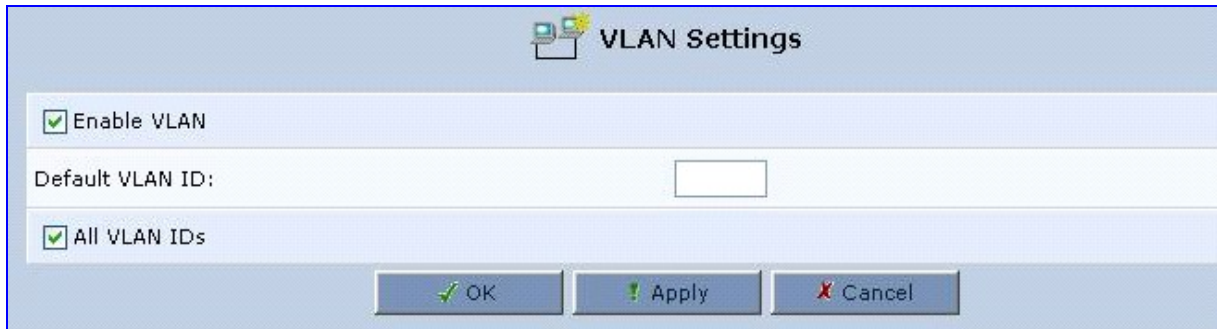 VLAN Settings
Enable VLAN
Default VLAN ID:
All VLAN IDs
OK Apply Cancel